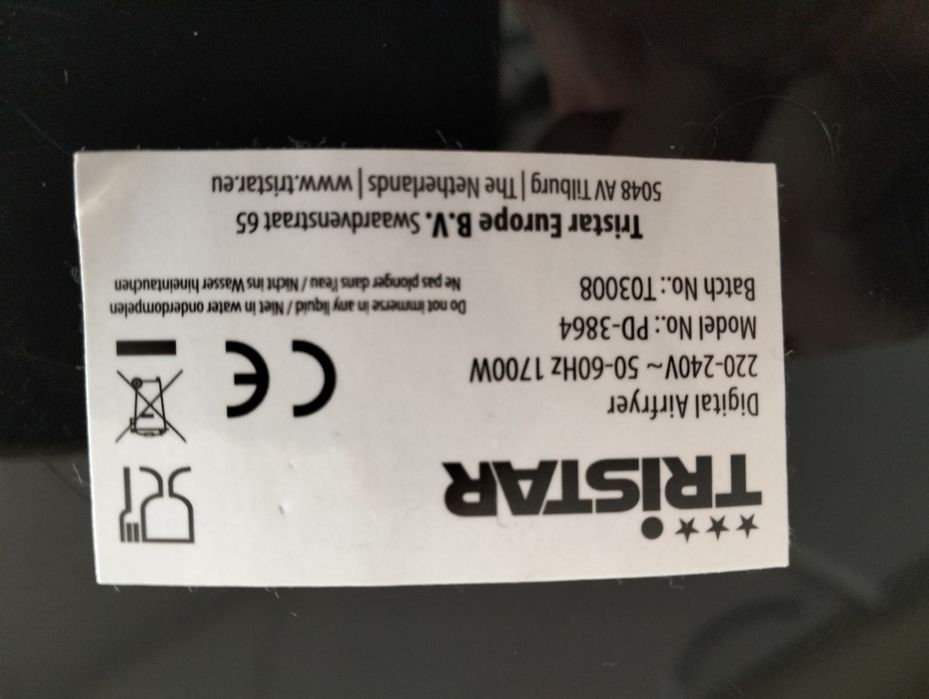 TRISTAR
Digital Airfryer
220-240V~ 50-60Hz 1700W
Model No.: PD-3864
Batch No.: T03008
CE
Do not immerse in any liquid / Niet in water onderdompelen
Ne pas plonger dans l'eau / Nicht ins Wasser hineintauchen
Tristar Europe B.V. Swaardvenstraat 65
5048 AV Tilburg | The Netherlands | www.tristar.eu